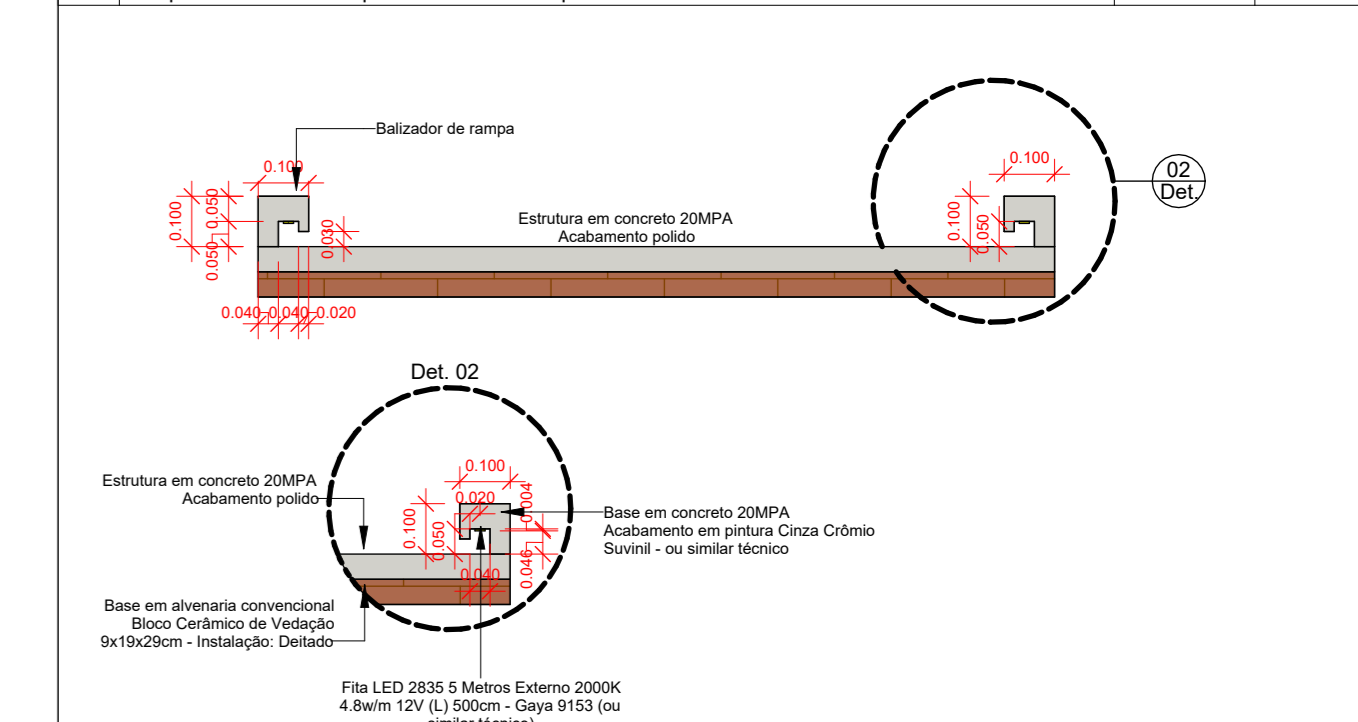 Balizador de rampa
0.100
0.100
0.050
0.050
0.030
0.040
0.040
0.020
Estrutura em concreto 20MPA
Acabamento polido
0.100
0.100
0.050
02
Det.
Det. 02
Estrutura em concreto 20MPA
Acabamento polido
0.100
0.020
0.004
0.100
0.050
0.046
0.040
Base em concreto 20MPA
Acabamento em pintura Cinza Crômio
Suvinil - ou similar técnico
Base em alvenaria convencional
Bloco Cerâmico de Vedação
9x19x29cm - Instalação: Deitado
Fita LED 2835 5 Metros Externo 2000K
4.8w/m 12V (L) 500cm - Gaya 9153 (ou
similar técnico)